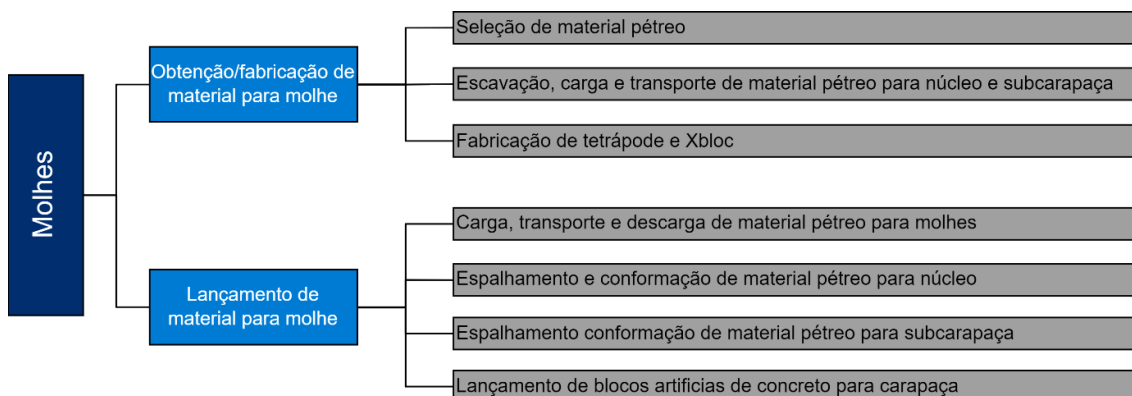 Molhes
Obtenção/fabricação de
material para molhe
Seleção de material pétreo
Escavação, carga e transporte de material pétreo para núcleo e subcarapaça
Fabricação de tetrápode e Xbloc
Lançamento de
material para molhe
Carga, transporte e descarga de material pétreo para molhes
Espalhamento e conformação de material pétreo para núcleo
Espalhamento conformação de material pétreo para subcarapaça
Lançamento de blocos artificias de concreto para carapaça